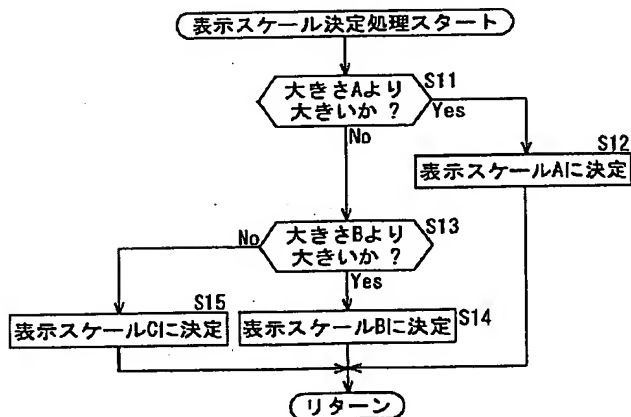 表示スケール決定処理スタート
S11
大きさAより
大きいか ?
Yes
No
S12
表示スケールAに決定
S13
大きさBより
大きいか ?
No
Yes
S15
表示スケールCに決定
表示スケールBに決定
S14
リターン